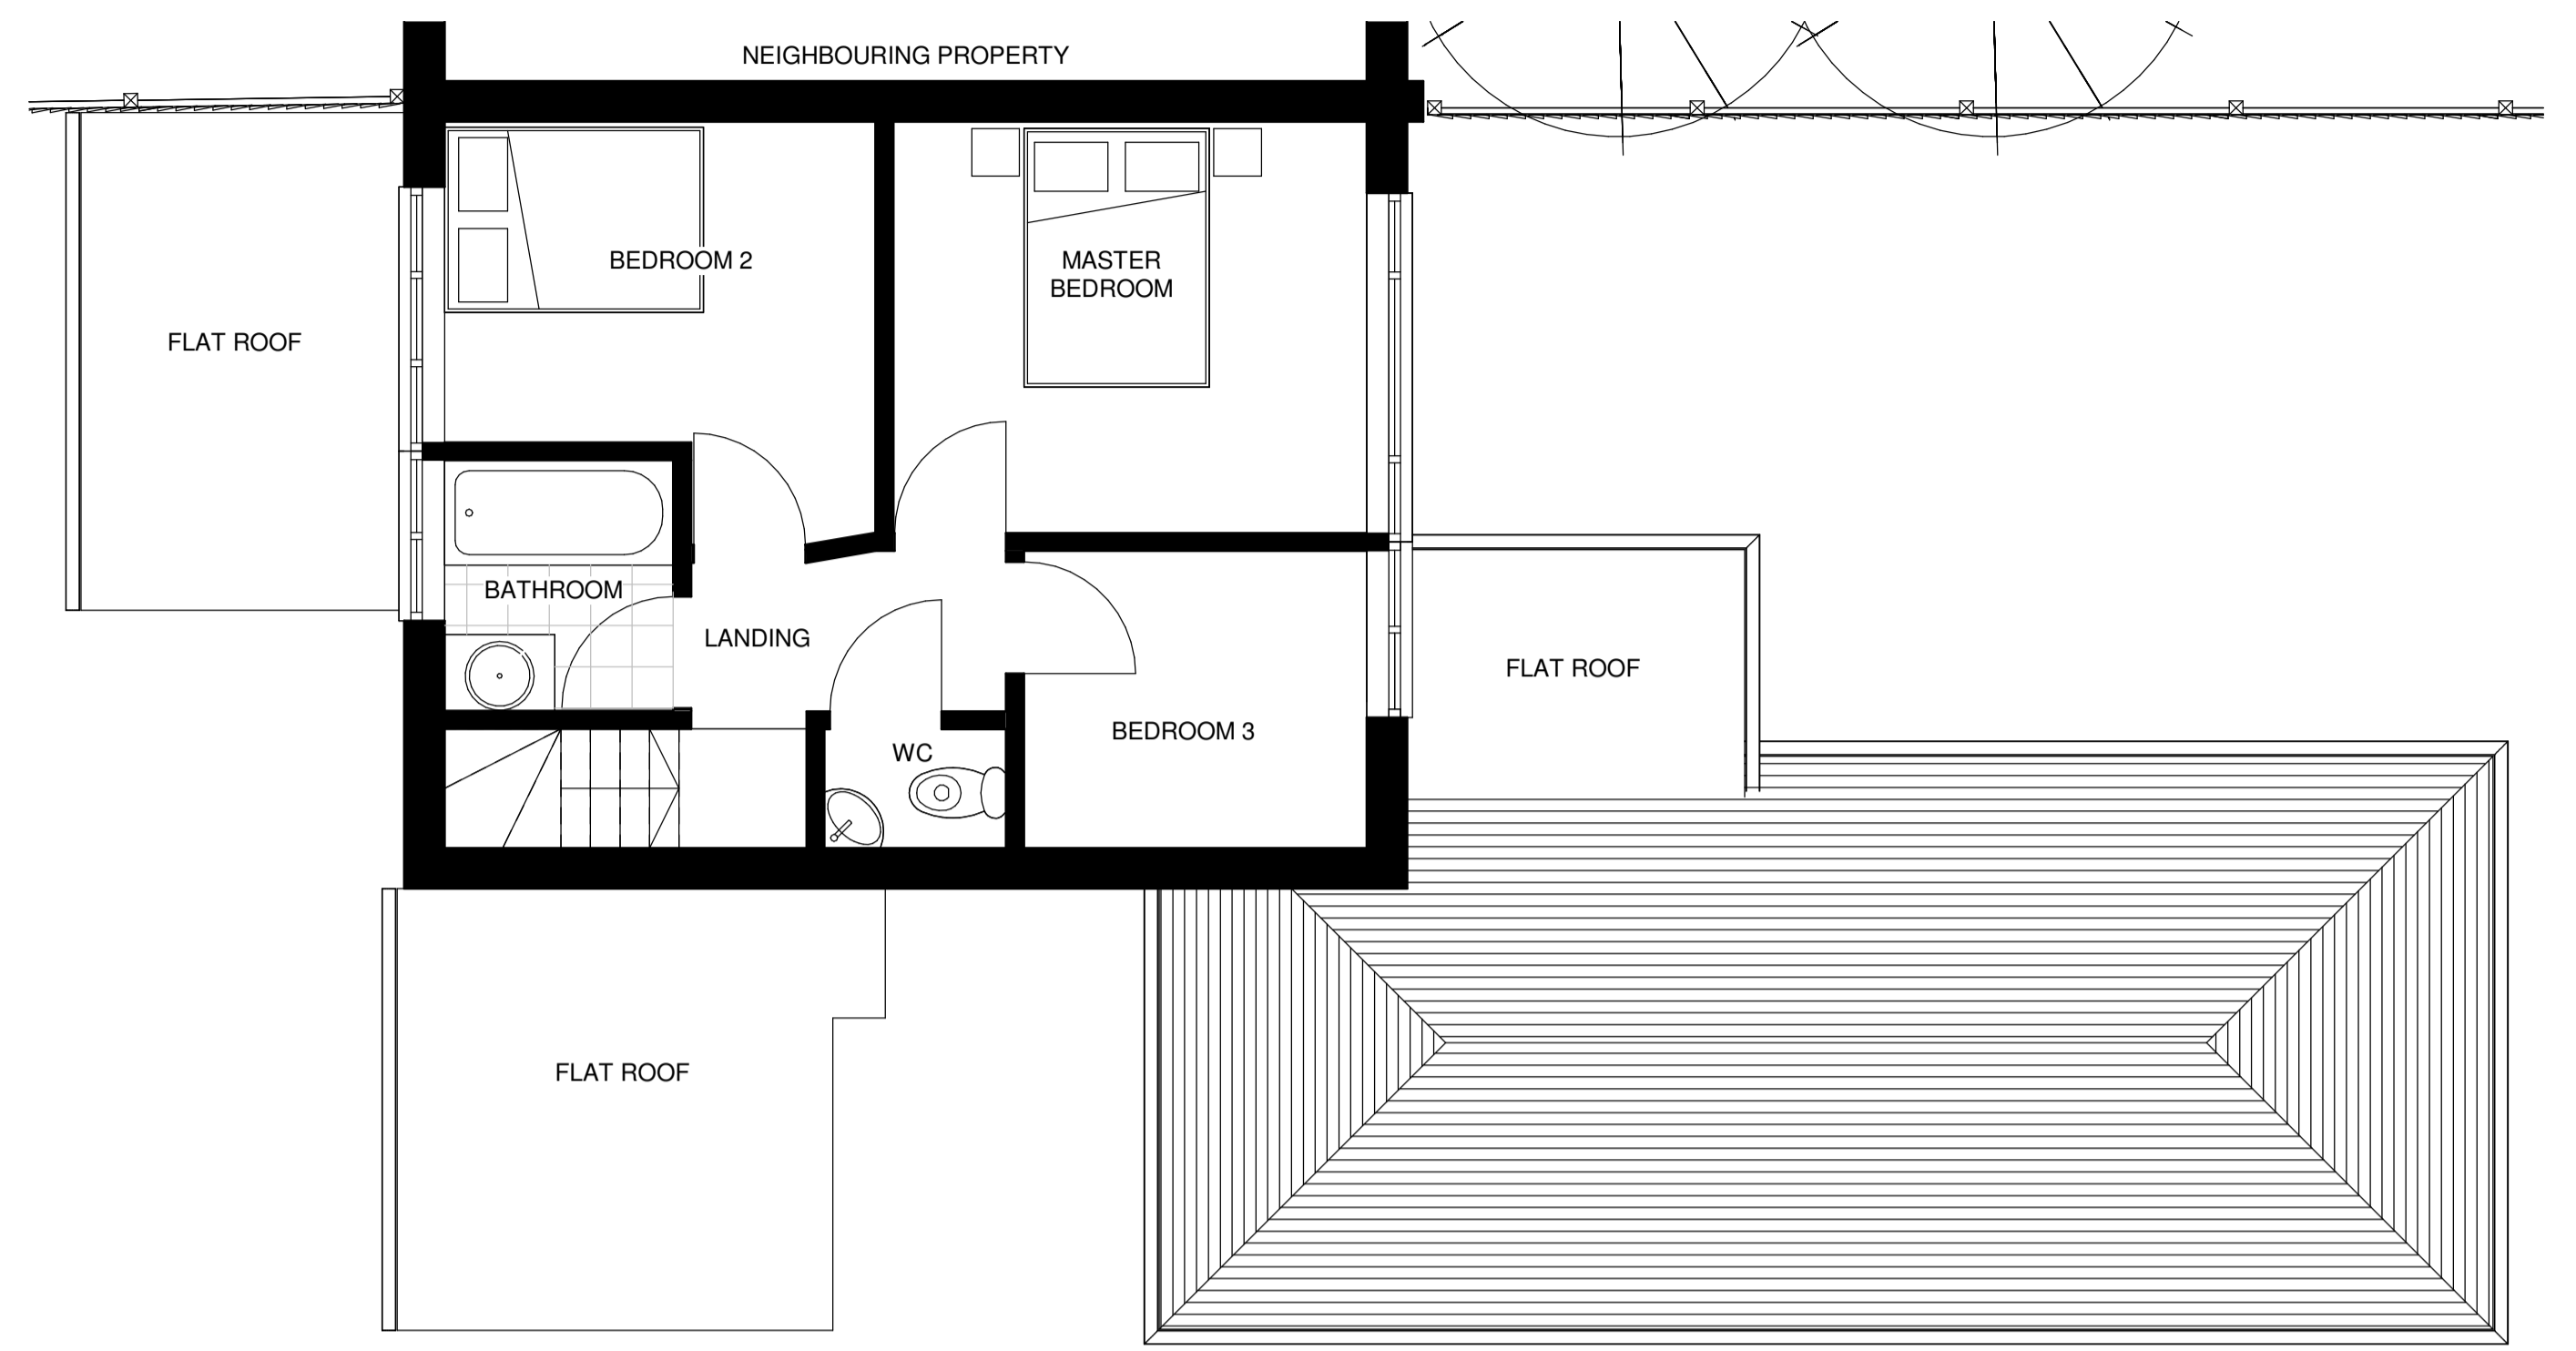 NEIGHBOURING PROPERTY
BEDROOM 2
MASTER
BEDROOM
FLAT ROOF
BATHROOM
LANDING
FLAT ROOF
BEDROOM 3
WC
FLAT ROOF